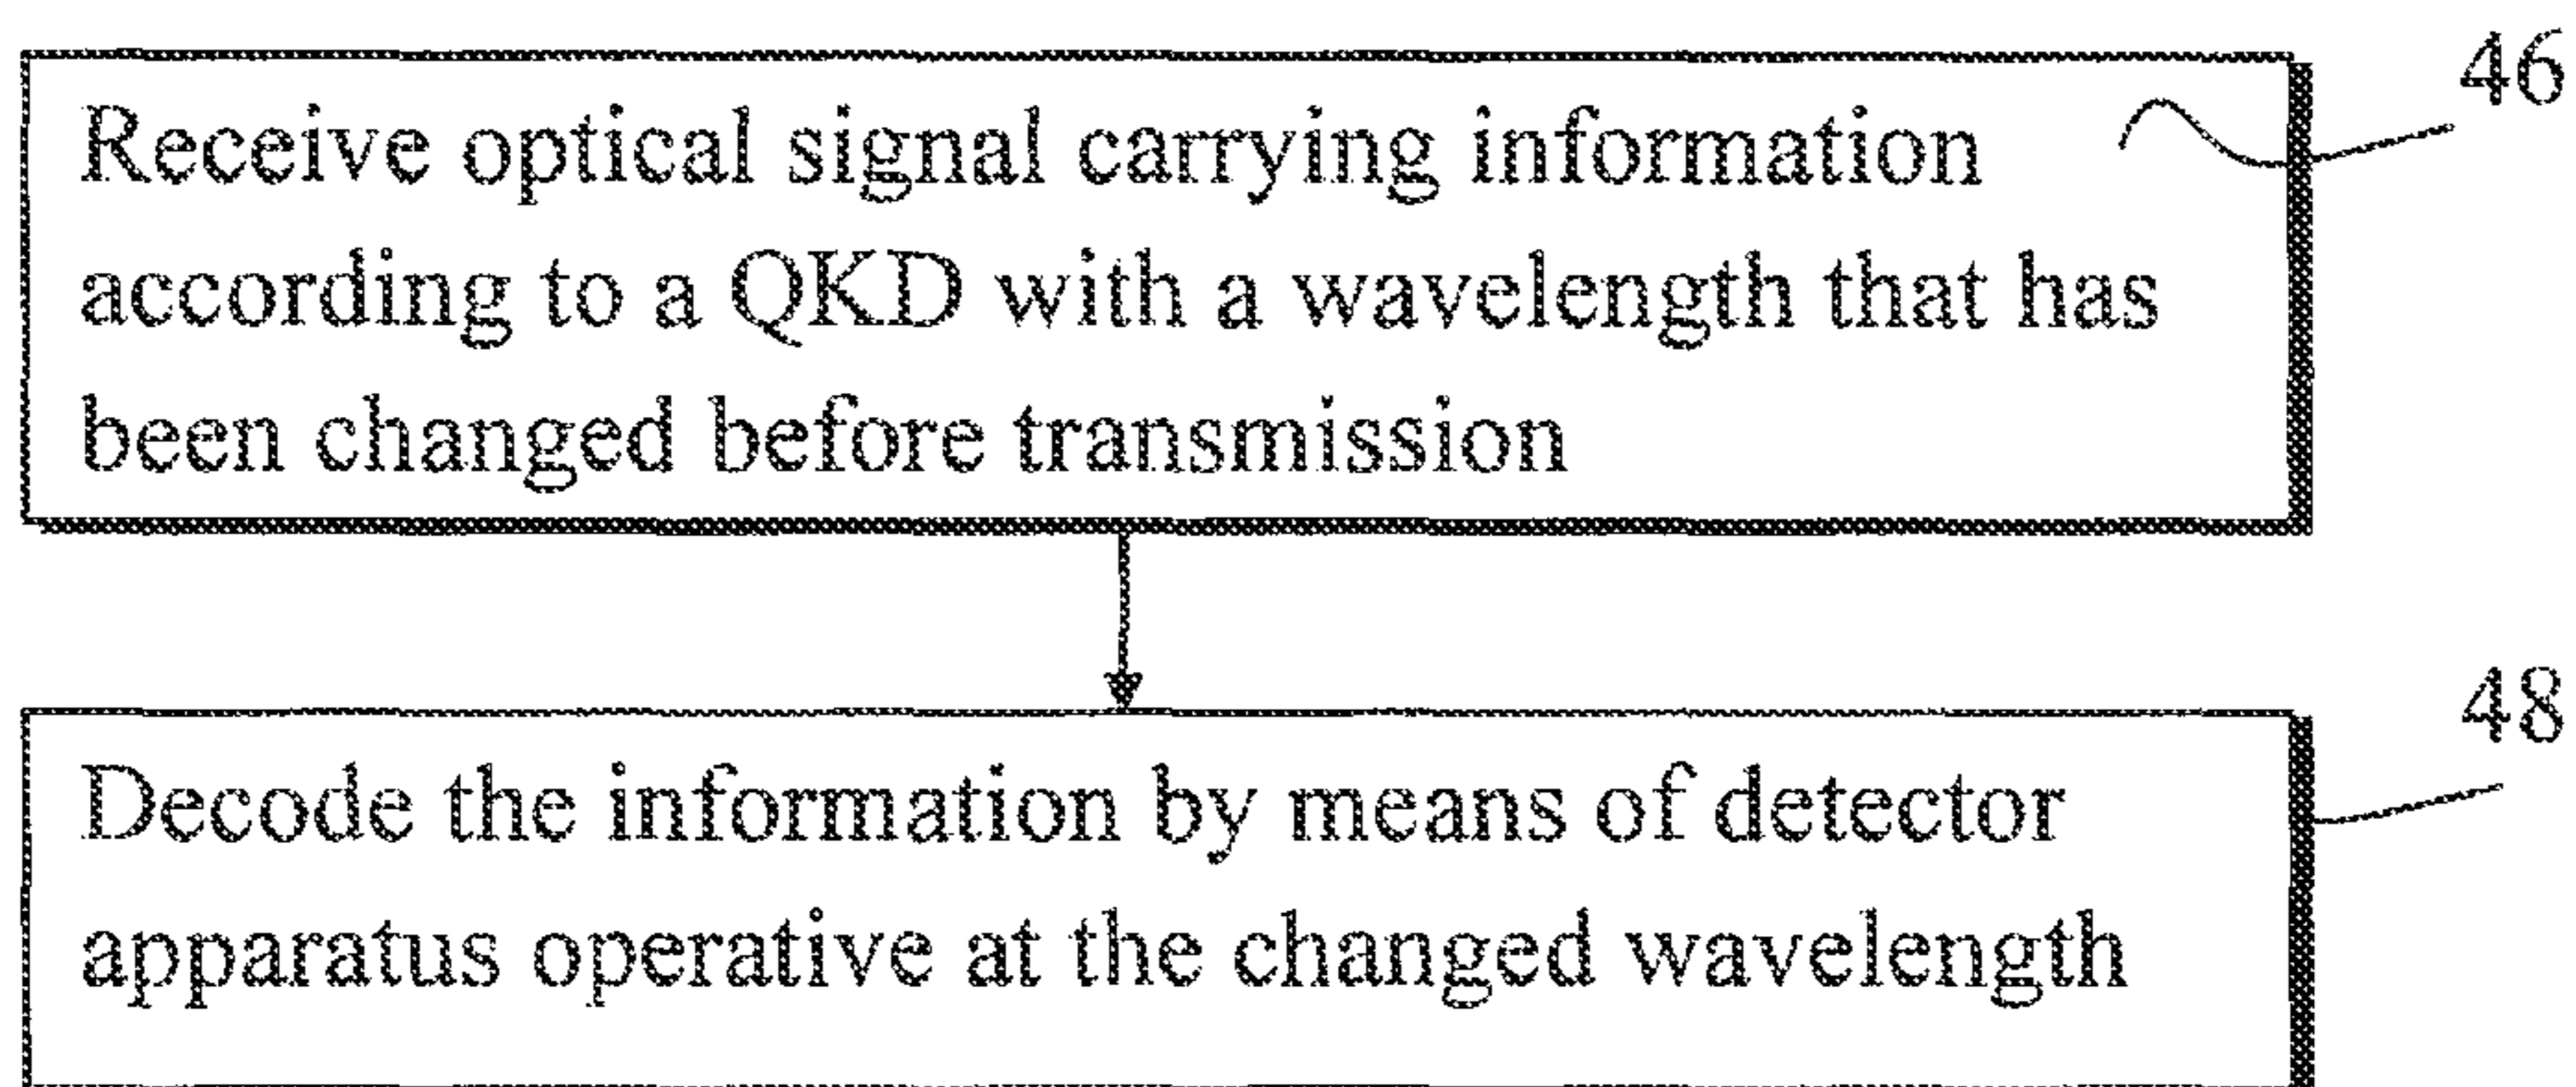 46
Receive optical signal carrying information
according to a QKD with a wavelength that has
been changed before transmission
48
Decode the information by means of detector
apparatus operative at the changed wavelength